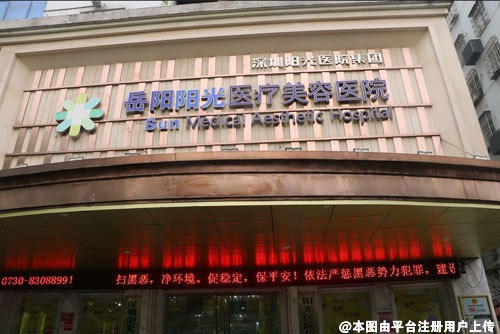 深圳阳光医院集团
岳阳阳光医疗美容医院
Sun Medical Aesthetic Hospital
0730-8308899! 扫黑恶，净环境，促稳定，保平安！依法严惩黑恶势力犯罪，建设
@本图由平台注册用户上传